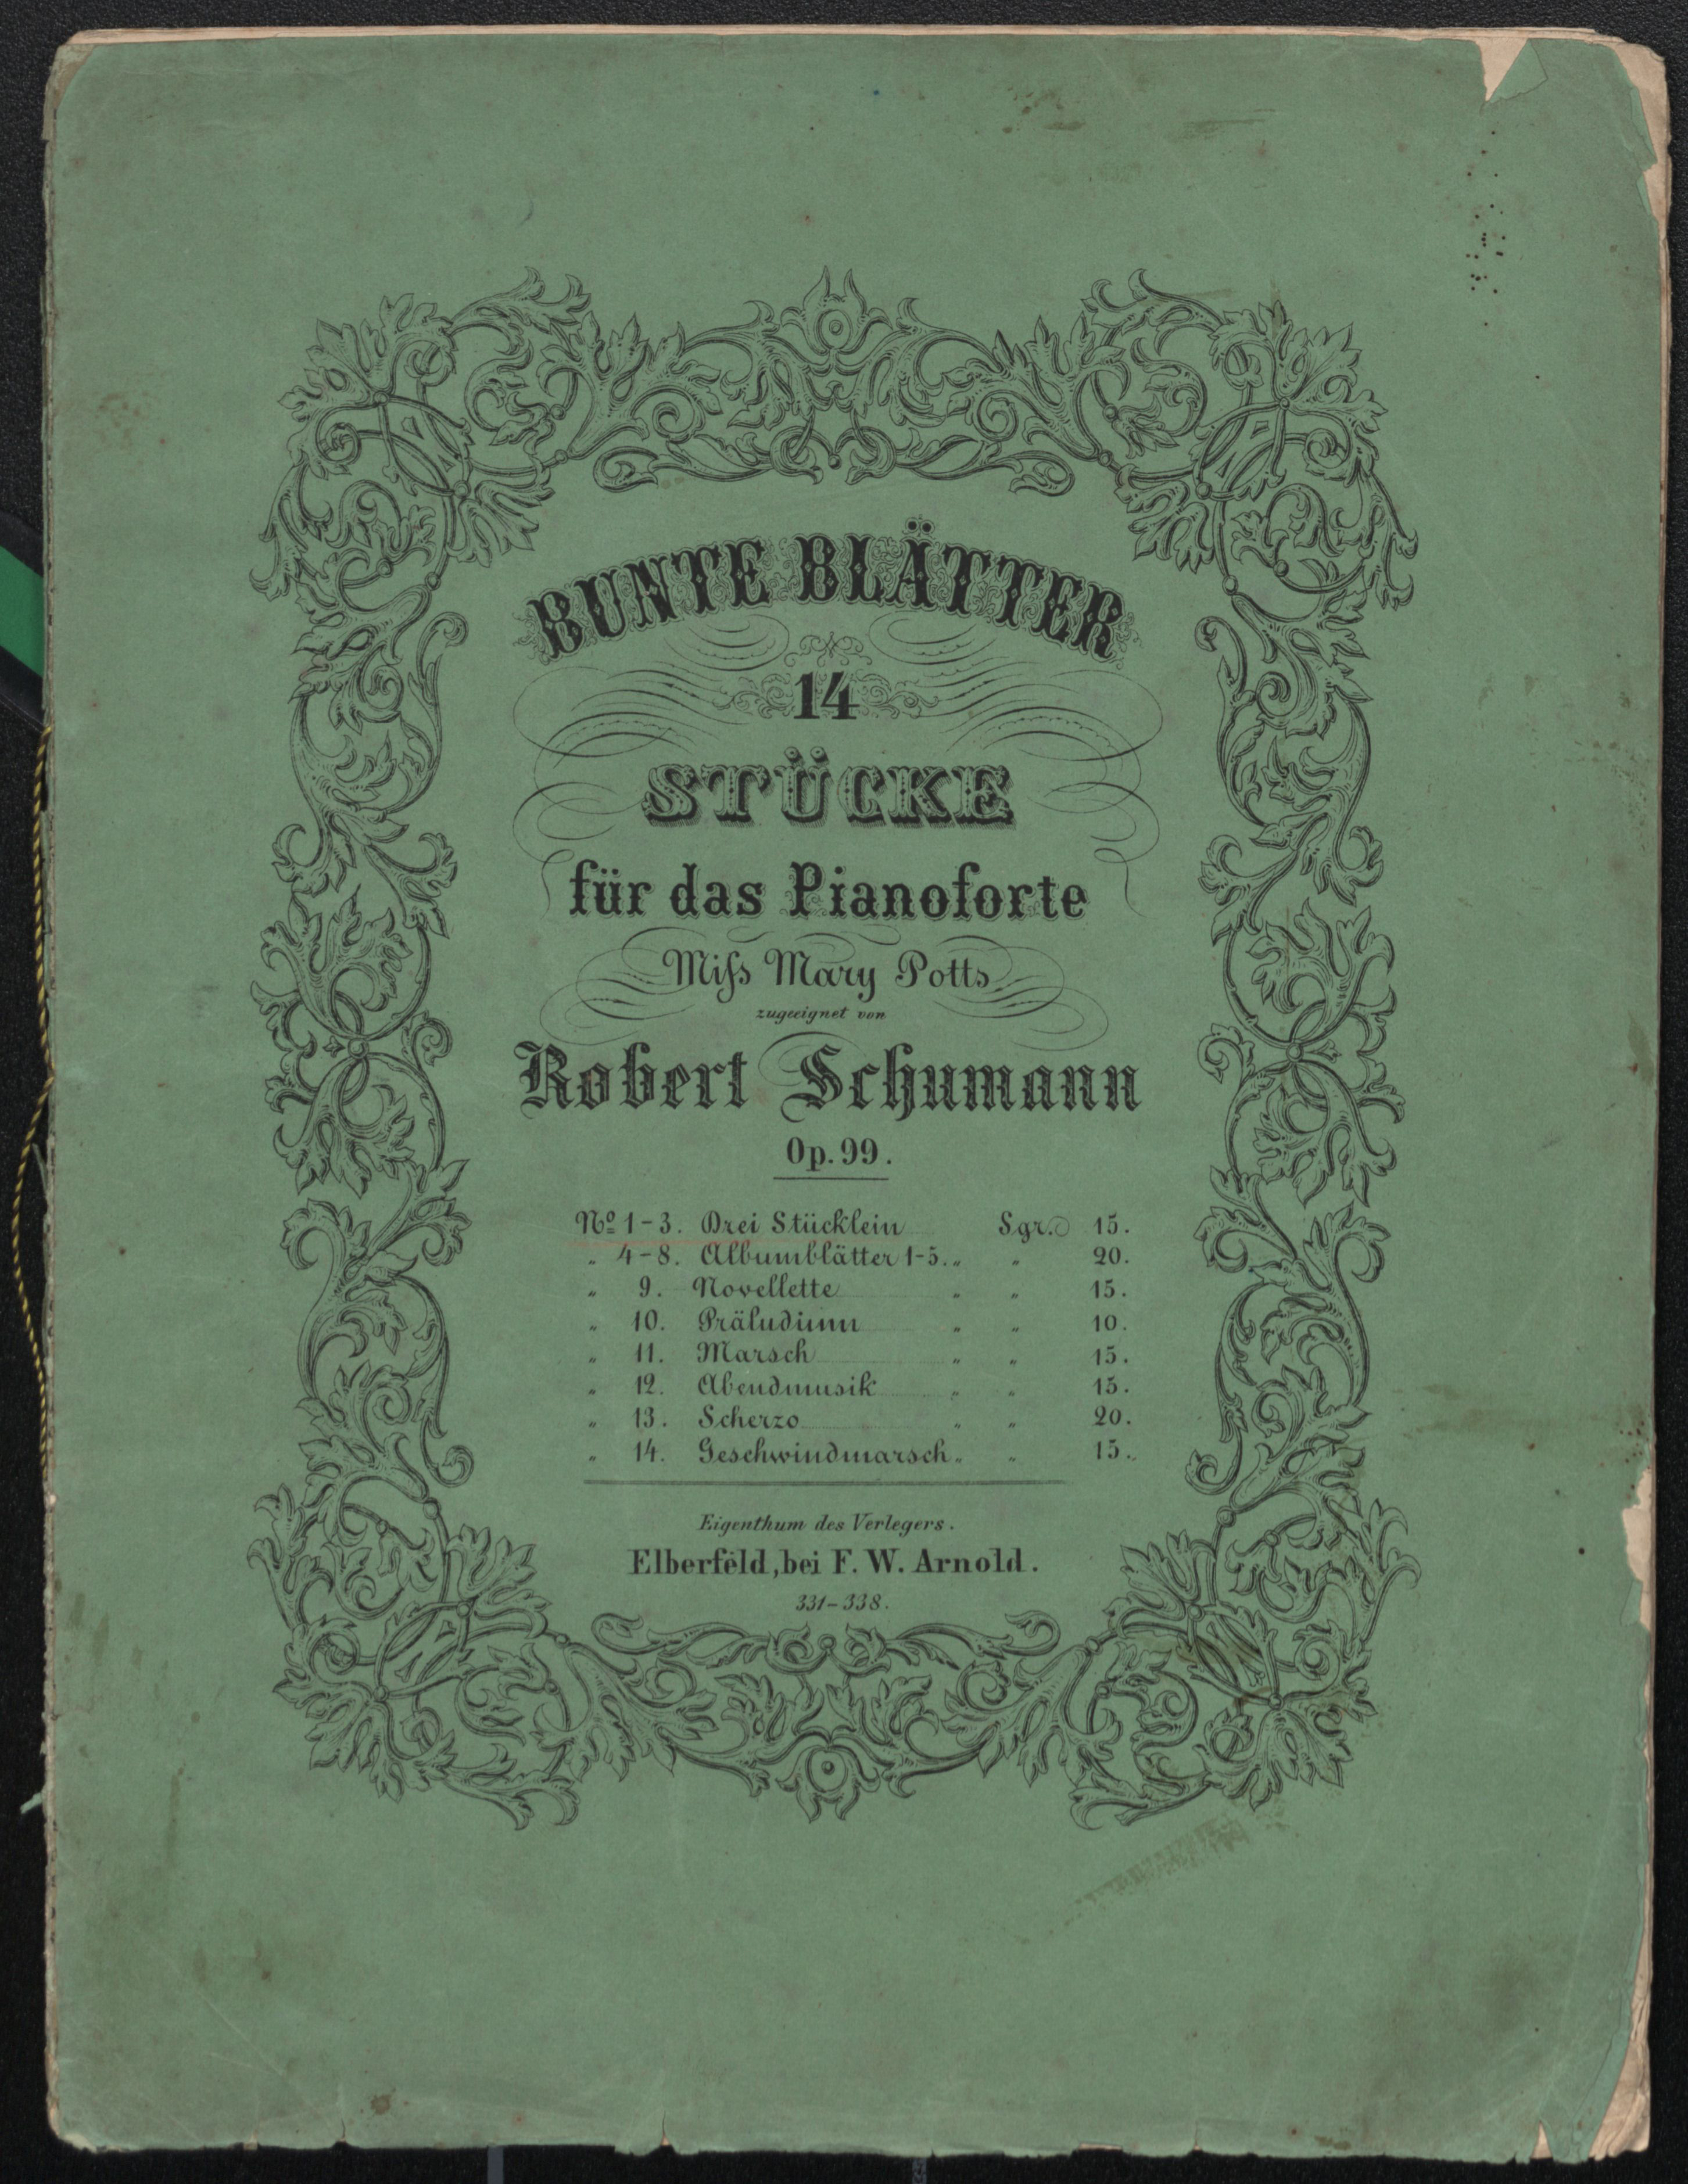 BUNTE BLÄTTER
14
STÜCKE
für das Pianoforte
Miſs Mary Potts
zugeeignet von
Robert Schumann
Op. 99.
No 1-3. Drei Stücklein Sgr. 15.
„ 4-8. Albumblätter 1-5. „ „ 20.
„ 9. Novellette „ „ 15.
„ 10. Präludium „ „ 10.
„ 11. Marsch „ „ 15.
„ 12. Abendmusik „ „ 15.
„ 13. Scherzo „ „ 20.
„ 14. Geschwindmarsch „ „ 15.
Eigenthum des Verlegers.
Elberfeld, bei F. W. Arnold.
331-338.